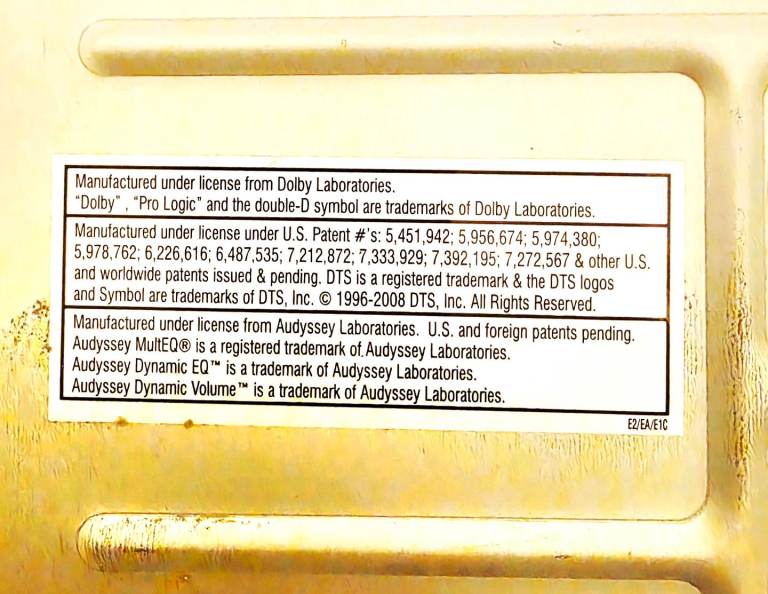 Manufactured under license from Dolby Laboratories.
“Dolby” , “Pro Logic” and the double-D symbol are trademarks of Dolby Laboratories.
Manufactured under license under U.S. Patent #'s: 5,451,942; 5,956,674; 5,974,380;
5,978,762; 6,226,616; 6,487,535; 7,212,872; 7,333,929; 7,392,195; 7,272,567 & other U.S.
and worldwide patents issued & pending. DTS is a registered trademark & the DTS logos
and Symbol are trademarks of DTS, Inc. © 1996-2008 DTS, Inc. All Rights Reserved.
Manufactured under license from Audyssey Laboratories. U.S. and foreign patents pending.
Audyssey MultEQ® is a registered trademark of Audyssey Laboratories.
Audyssey Dynamic EQ™ is a trademark of Audyssey Laboratories.
Audyssey Dynamic Volume™ is a trademark of Audyssey Laboratories.
E2/EA/E1C